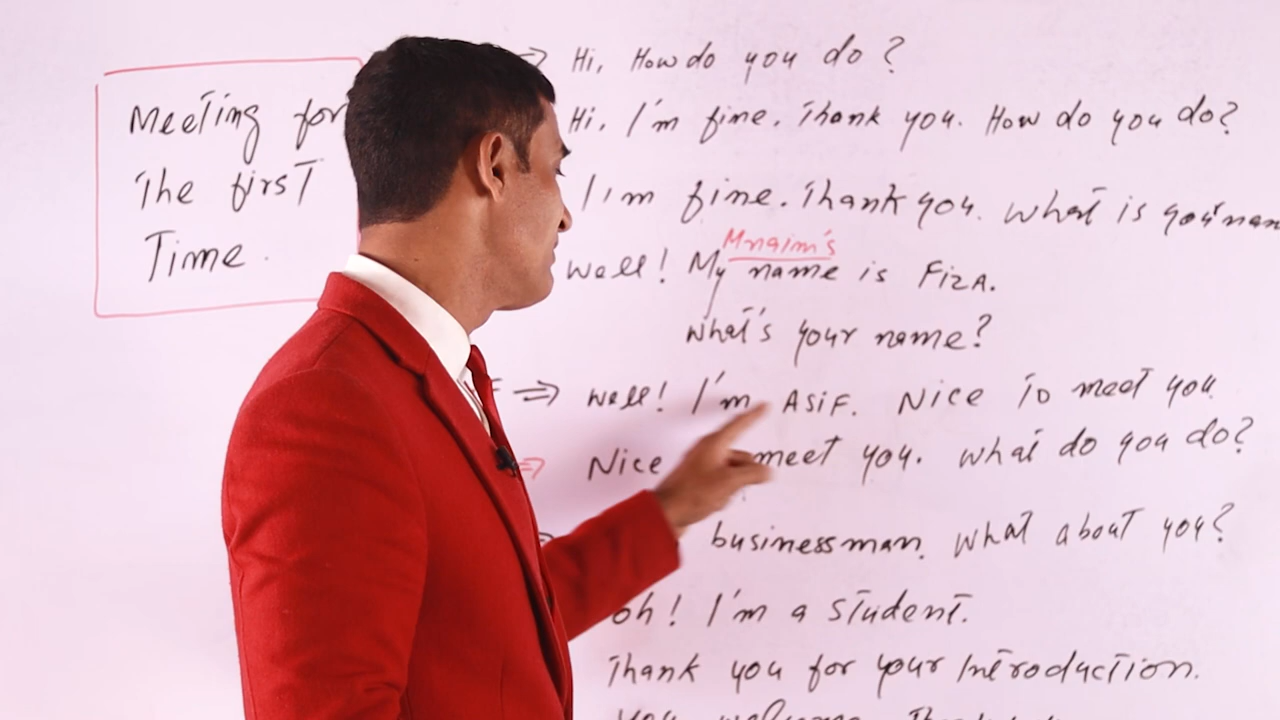 Meeting for
The first
Time.
⇒ Hi, How do you do ?
Hi, I'm fine. Thank you. How do you do?
I'm fine. Thank you. What is you'nam
Mnaim's
Well! My name is FizA.
What's your name?
F ⇒ Well! I'm ASiF. Nice To meet you
⇒ Nice meet you. What do you do?
businessman. What about you?
oh! I'm a STudent.
Thank you for your Introduction.